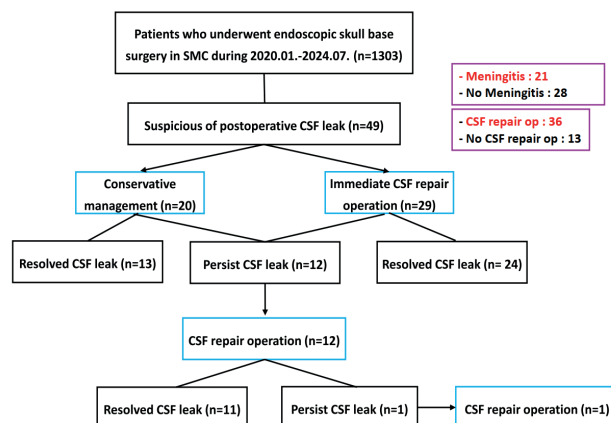 Patients who underwent endoscopic skull base
surgery in SMC during 2020.01.-2024.07. (n=1303)
- Meningitis : 21
- No Meningitis : 28
- CSF repair op : 36
- No CSF repair op : 13
Suspicious of postoperative CSF leak (n=49)
Conservative
management (n=20)
Immediate CSF repair
operation (n=29)
Resolved CSF leak (n=13)
Persist CSF leak (n=12)
Resolved CSF leak (n= 24)
CSF repair operation (n=12)
Resolved CSF leak (n=11)
Persist CSF leak (n=1)
CSF repair operation (n=1)